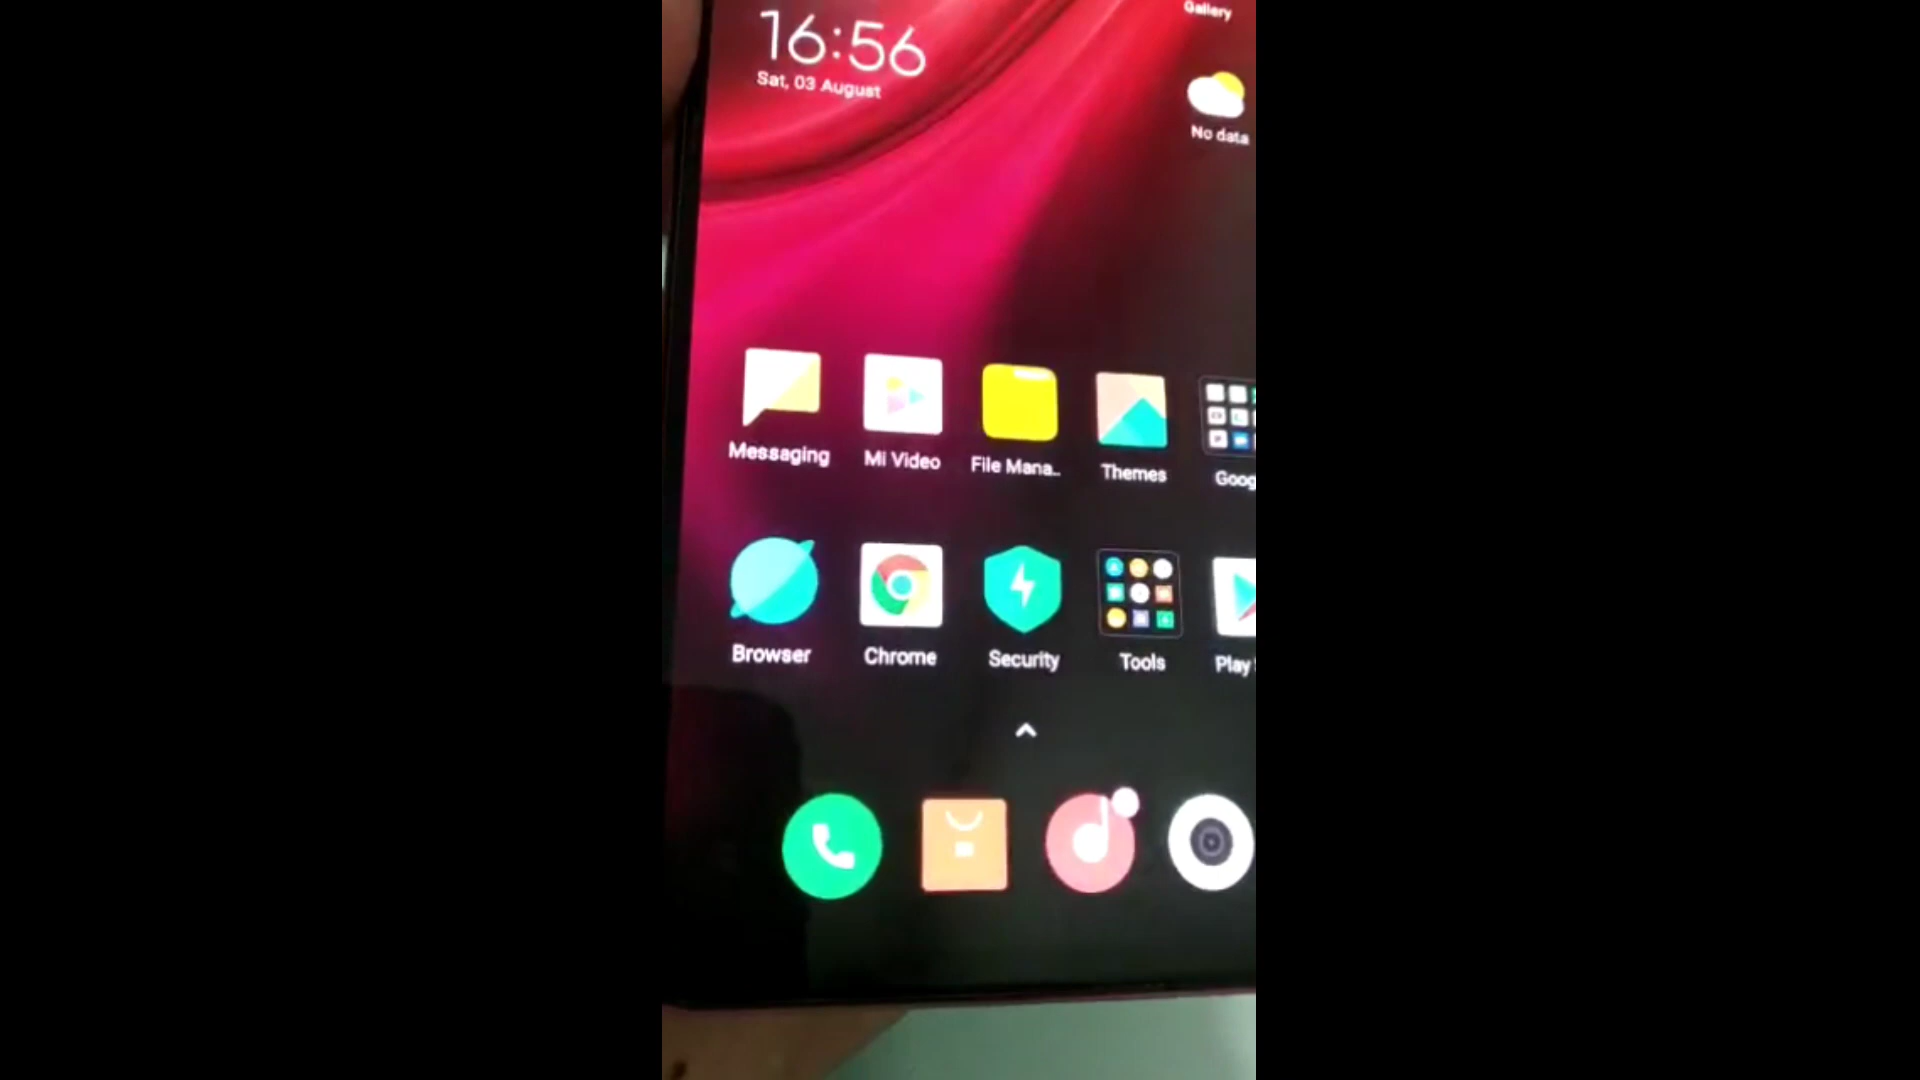 Gallery
16:56
Sat, 03 August
No data
Messaging
Mi Video
File Mana..
Themes
Goog
Browser
Chrome
Security
Tools
Play